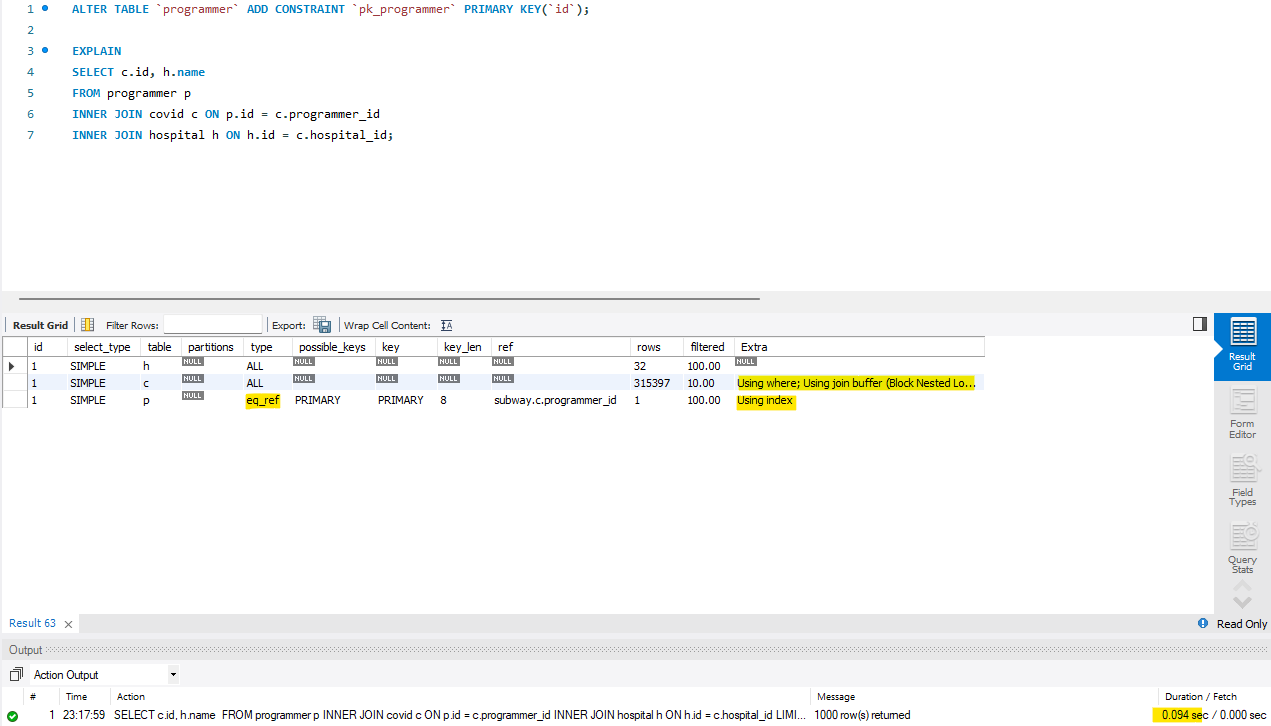 1 ALTER TABLE `programmer` ADD CONSTRAINT `pk_programmer` PRIMARY KEY(`id`);
2
3 EXPLAIN
4 SELECT c.id, h.name
5 FROM programmer p
6 INNER JOIN covid c ON p.id = c.programmer_id
7 INNER JOIN hospital h ON h.id = c.hospital_id;
Result Grid Filter Rows: Export: Wrap Cell Content: IA
id select_type table partitions type possible_keys key key_len ref rows filtered Extra
1 SIMPLE h NULL ALL NULL NULL NULL NULL 32 100.00 NULL
1 SIMPLE c NULL ALL NULL NULL NULL NULL 315397 10.00 Using where; Using join buffer (Block Nested Lo...
1 SIMPLE p NULL eq_ref PRIMARY PRIMARY 8 subway.c.programmer_id 1 100.00 Using index
Result
Grid
Form
Editor
Field
Types
Query
Stats
Result 63 Read Only
Output
Action Output
# Time Action Message Duration / Fetch
1 23:17:59 SELECT c.id, h.name FROM programmer p INNER JOIN covid c ON p.id = c.programmer_id INNER JOIN hospital h ON h.id = c.hospital_id LIMI... 1000 row(s) returned 0.094 sec / 0.000 sec